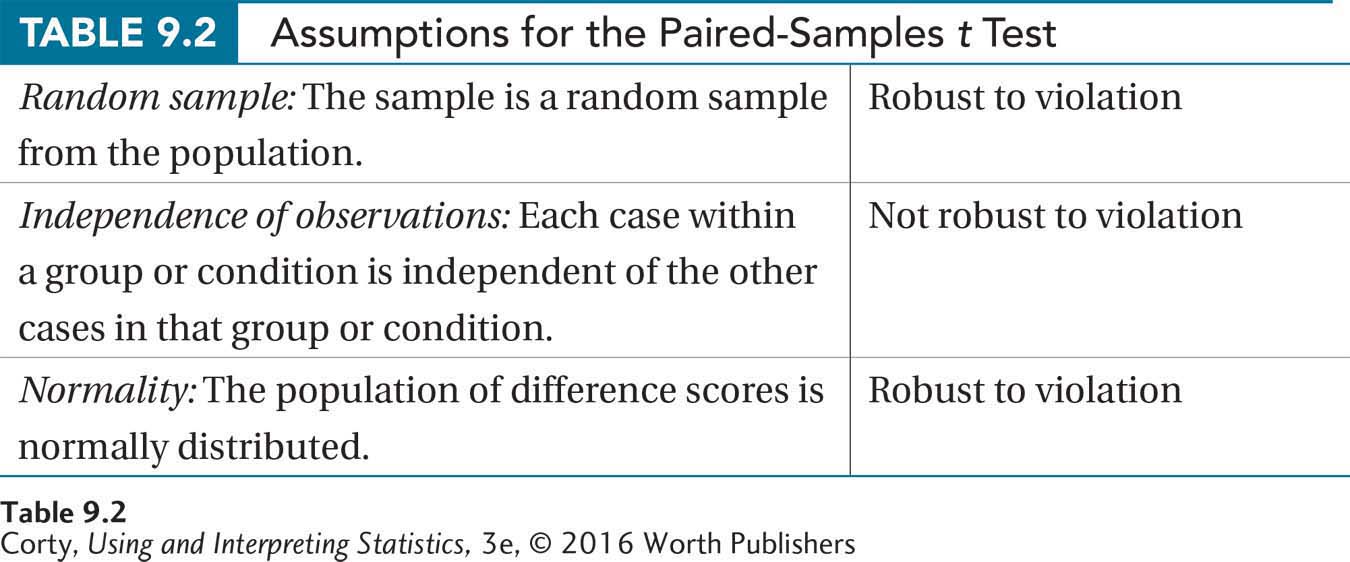 TABLE 9.2 Assumptions for the Paired-Samples t Test
Random sample: The sample is a random sample Robust to violation
from the population.
Independence of observations: Each case within Not robust to violation
a group or condition is independent of the other
cases in that group or condition.
Normality: The population of difference scores is Robust to violation
normally distributed.
Table 9.2
Corty, Using and Interpreting Statistics, 3e, © 2016 Worth Publishers